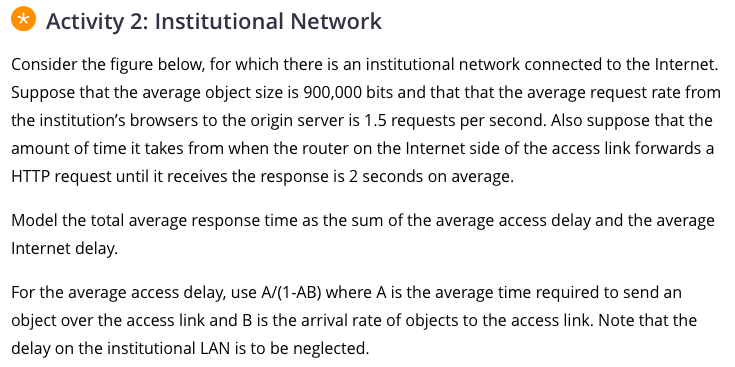 Activity 2: Institutional Network
Consider the figure below, for which there is an institutional network connected to the Internet.
Suppose that the average object size is 900,000 bits and that that the average request rate from
the institution’s browsers to the origin server is 1.5 requests per second. Also suppose that the
amount of time it takes from when the router on the Internet side of the access link forwards a
HTTP request until it receives the response is 2 seconds on average.
Model the total average response time as the sum of the average access delay and the average
Internet delay.
For the average access delay, use A/(1-AB) where A is the average time required to send an
object over the access link and B is the arrival rate of objects to the access link. Note that the
delay on the institutional LAN is to be neglected.